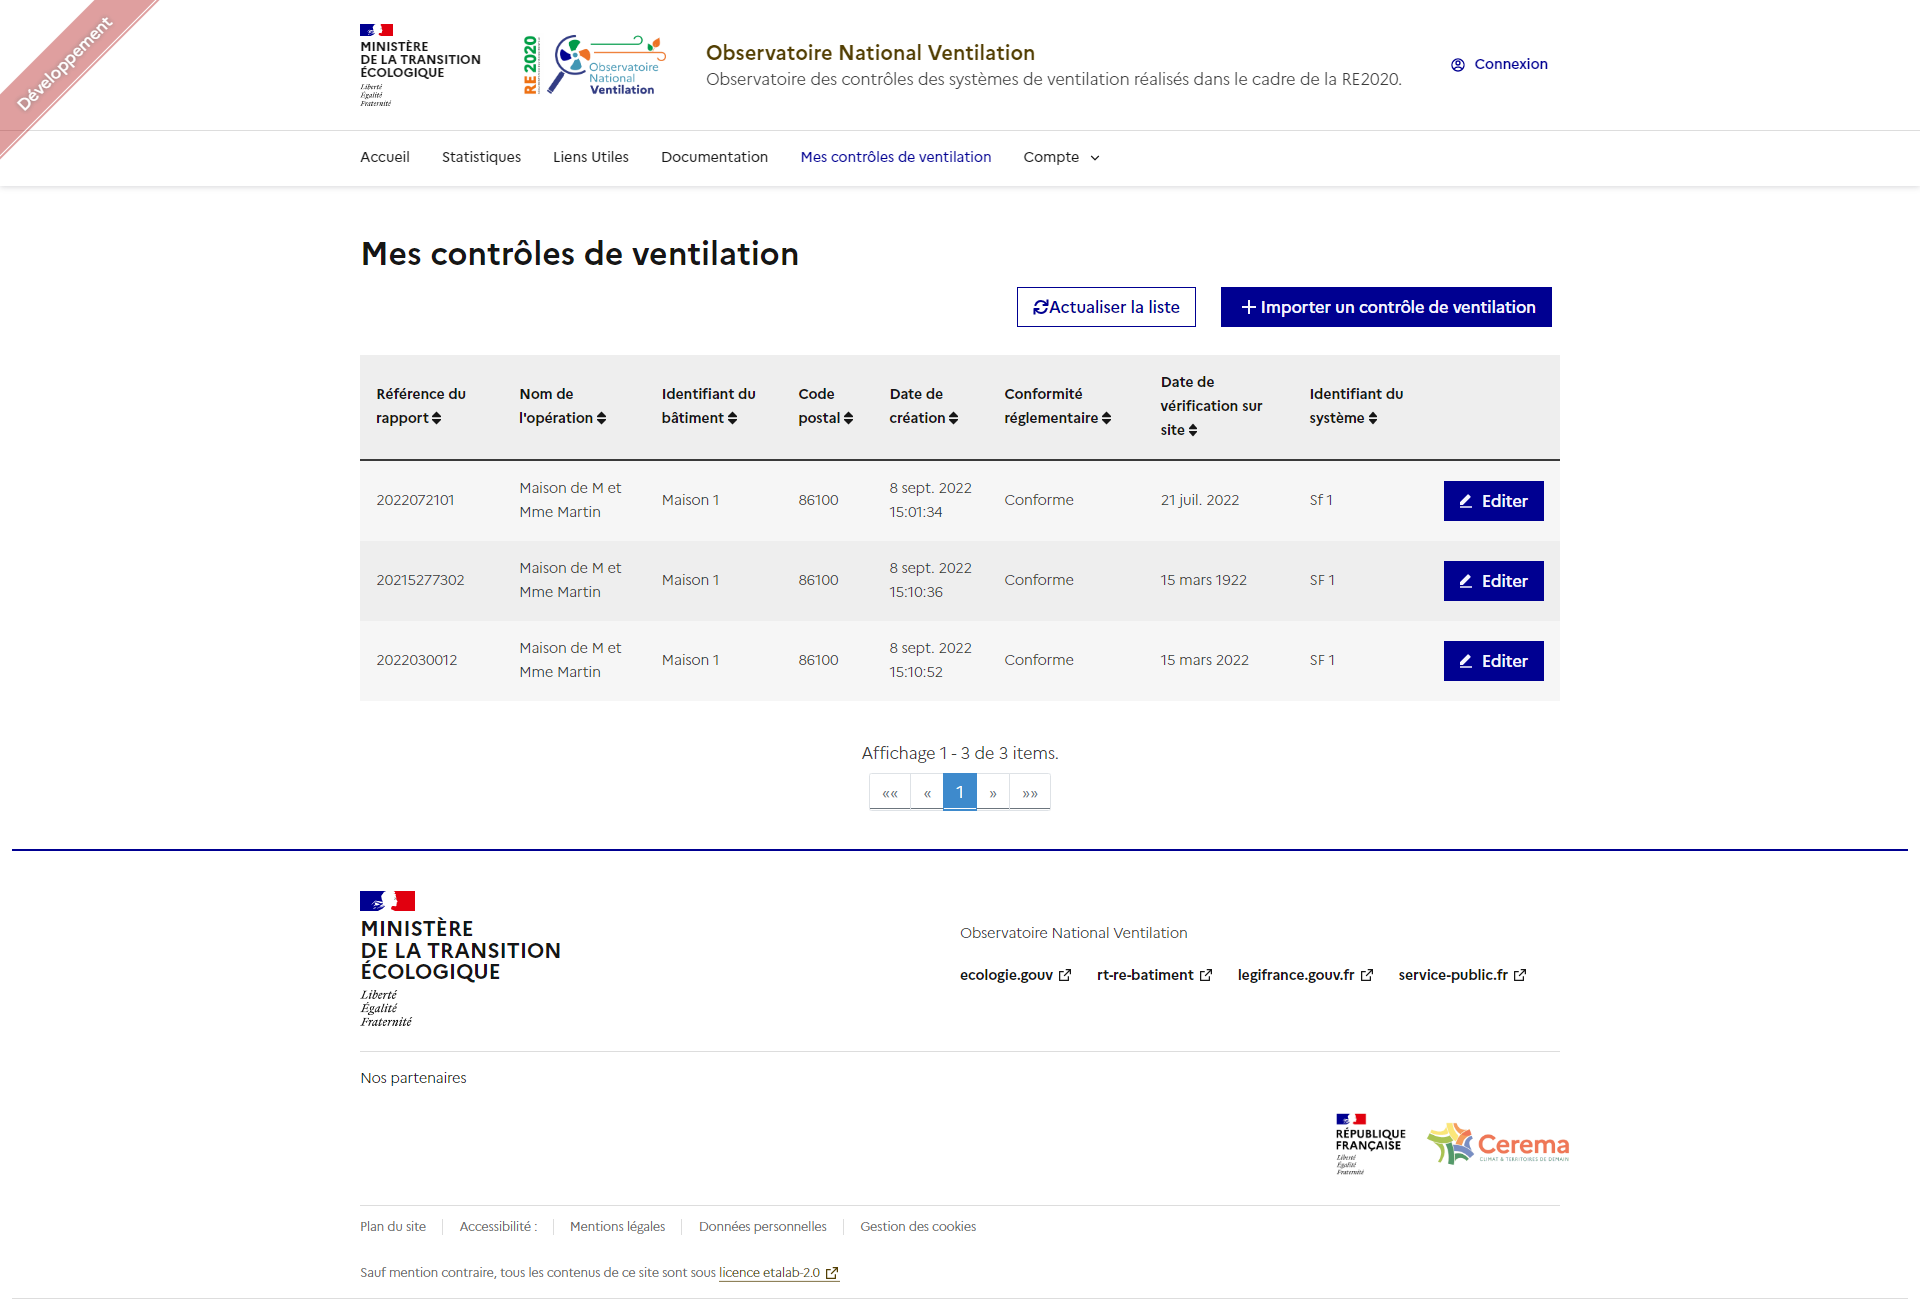 Développement
MINISTÈRE
DE LA TRANSITION
ÉCOLOGIQUE
Liberté
Égalité
Fraternité
RE2020
Observatoire
National
Ventilation
Observatoire National Ventilation
Observatoire des contrôles des systèmes de ventilation réalisés dans le cadre de la RE2020.
Connexion
Accueil Statistiques Liens Utiles Documentation Mes contrôles de ventilation Compte
Mes contrôles de ventilation
Actualiser la liste Importer un contrôle de ventilation
Référence du rapport Nom de l'opération Identifiant du bâtiment Code postal Date de création Conformité réglementaire Date de vérification sur site Identifiant du système
2022072101 Maison de M et Mme Martin Maison 1 86100 8 sept. 2022 15:01:34 Conforme 21 juil. 2022 Sf 1 Editer
20215277302 Maison de M et Mme Martin Maison 1 86100 8 sept. 2022 15:10:36 Conforme 15 mars 1922 SF 1 Editer
2022030012 Maison de M et Mme Martin Maison 1 86100 8 sept. 2022 15:10:52 Conforme 15 mars 2022 SF 1 Editer
Affichage 1 - 3 de 3 items.
«« « 1 » »»
MINISTÈRE
DE LA TRANSITION
ÉCOLOGIQUE
Liberté
Égalité
Fraternité
Observatoire National Ventilation
ecologie.gouv rt-re-batiment legifrance.gouv.fr service-public.fr
Nos partenaires
RÉPUBLIQUE
FRANÇAISE
Liberté
Égalité
Fraternité
Cerema
CLIMAT & TERRITOIRES DE DEMAIN
Plan du site Accessibilité : Mentions légales Données personnelles Gestion des cookies
Sauf mention contraire, tous les contenus de ce site sont sous licence etalab-2.0